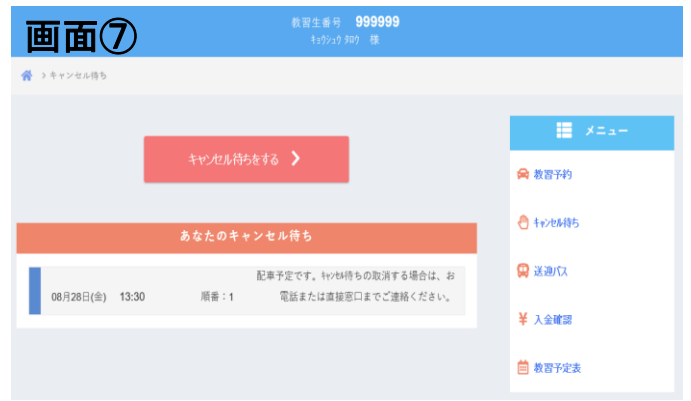 画面⑦
教習生番号 999999
ｷｮｳｼｭｳ ﾀﾛｳ 様
> キャンセル待ち
キャンセル待ちをする
あなたのキャンセル待ち
08月28日(金) 13:30 順番：1
配車予定です。ｷｬﾝｾﾙ待ちの取消する場合は、お
電話または直接窓口までご連絡ください。
メニュー
教習予約
ｷｬﾝｾﾙ待ち
送迎バス
入金確認
教習予定表